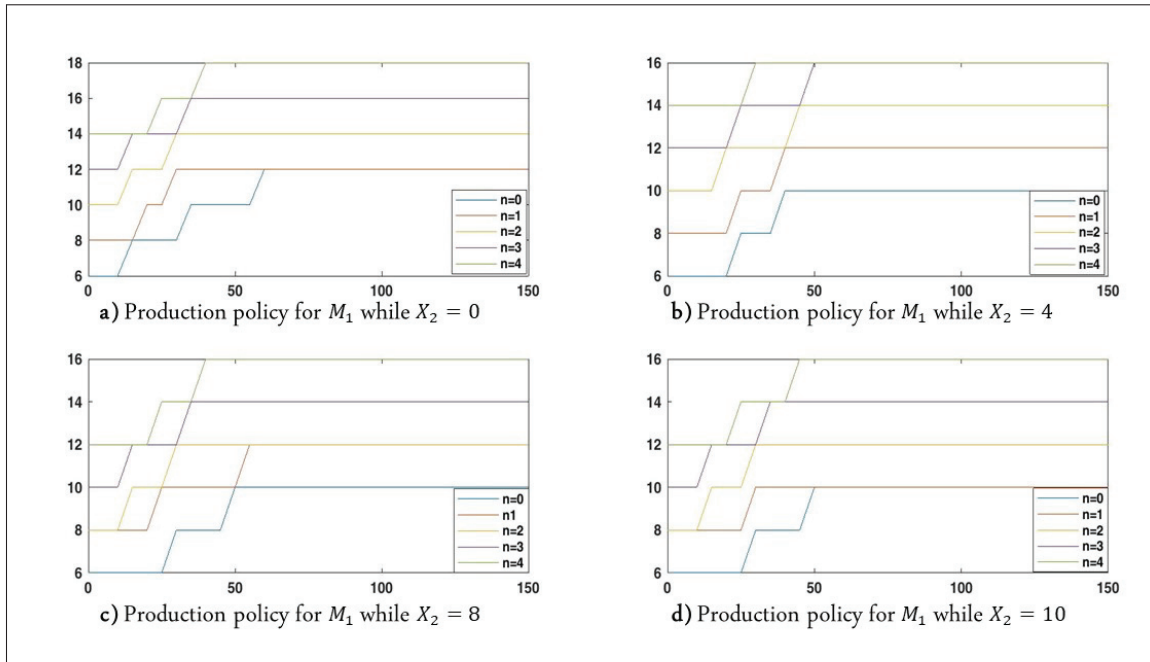 18
16
14
12
10
8
6
0
50
100
150
n=0
n=1
n=2
n=3
n=4
a) Production policy for M₁ while X₂ = 0
16
14
12
10
8
6
0
50
100
150
n=0
n=1
n=2
n=3
n=4
b) Production policy for M₁ while X₂ = 4
16
14
12
10
8
6
0
50
100
150
n=0
n1
n=2
n=3
n=4
c) Production policy for M₁ while X₂ = 8
16
14
12
10
8
6
0
50
100
150
n=0
n=1
n=2
n=3
n=4
d) Production policy for M₁ while X₂ = 10